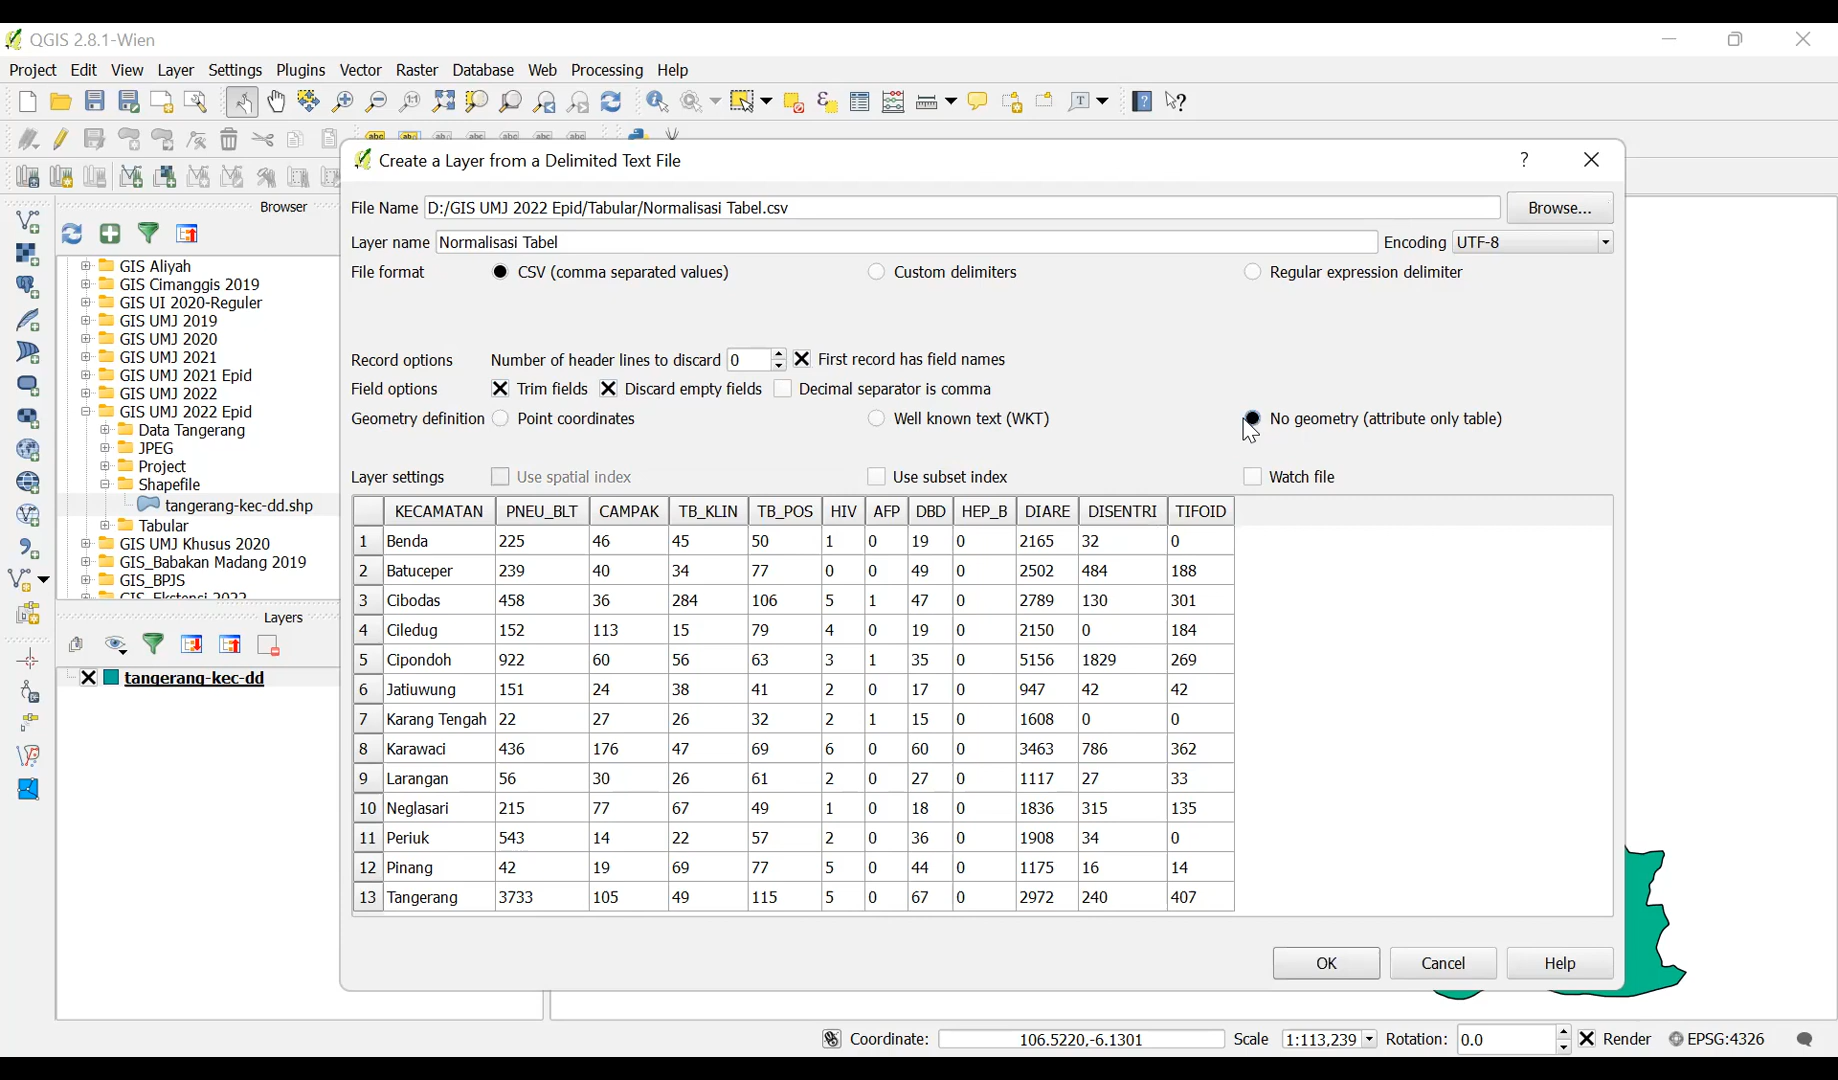 QGIS 2.8.1-Wien
Project Edit View Layer Settings Plugins Vector Raster Database Web Processing Help
Create a Layer from a Delimited Text File
File Name D:/GIS UMJ 2022 Epid/Tabular/Normalisasi Tabel.csv Browse...
Layer name Normalisasi Tabel Encoding UTF-8
File format CSV (comma separated values) Custom delimiters Regular expression delimiter
Record options Number of header lines to discard 0 First record has field names
Field options Trim fields Discard empty fields Decimal separator is comma
Geometry definition Point coordinates Well known text (WKT) No geometry (attribute only table)
Layer settings Use spatial index Use subset index Watch file
KECAMATAN PNEU_BLT CAMPAK TB_KLIN TB_POS HIV AFP DBD HEP_B DIARE DISENTRI TIFOID
1 Benda 225 46 45 50 1 0 19 0 2165 32 0
2 Batuceper 239 40 34 77 0 0 49 0 2502 484 188
3 Cibodas 458 36 284 106 5 1 47 0 2789 130 301
4 Ciledug 152 113 15 79 4 0 19 0 2150 0 184
5 Cipondoh 922 60 56 63 3 1 35 0 5156 1829 269
6 Jatiuwung 151 24 38 41 2 0 17 0 947 42 42
7 Karang Tengah 22 27 26 32 2 1 15 0 1608 0 0
8 Karawaci 436 176 47 69 6 0 60 0 3463 786 362
9 Larangan 56 30 26 61 2 0 27 0 1117 27 33
10 Neglasari 215 77 67 49 1 0 18 0 1836 315 135
11 Periuk 543 14 22 57 2 0 36 0 1908 34 0
12 Pinang 42 19 69 77 5 0 44 0 1175 16 14
13 Tangerang 3733 105 49 115 5 0 67 0 2972 240 407
OK Cancel Help
Browser
GIS Aliyah
GIS Cimanggis 2019
GIS UI 2020-Reguler
GIS UMJ 2019
GIS UMJ 2020
GIS UMJ 2021
GIS UMJ 2021 Epid
GIS UMJ 2022
GIS UMJ 2022 Epid
Data Tangerang
JPEG
Project
Shapefile
tangerang-kec-dd.shp
Tabular
GIS UMJ Khusus 2020
GIS_Babakan Madang 2019
GIS_BPJS
GIS_Ekstensi 2022
Layers
tangerang-kec-dd
Coordinate: 106.5220,-6.1301 Scale 1:113,239 Rotation: 0.0 Render EPSG:4326